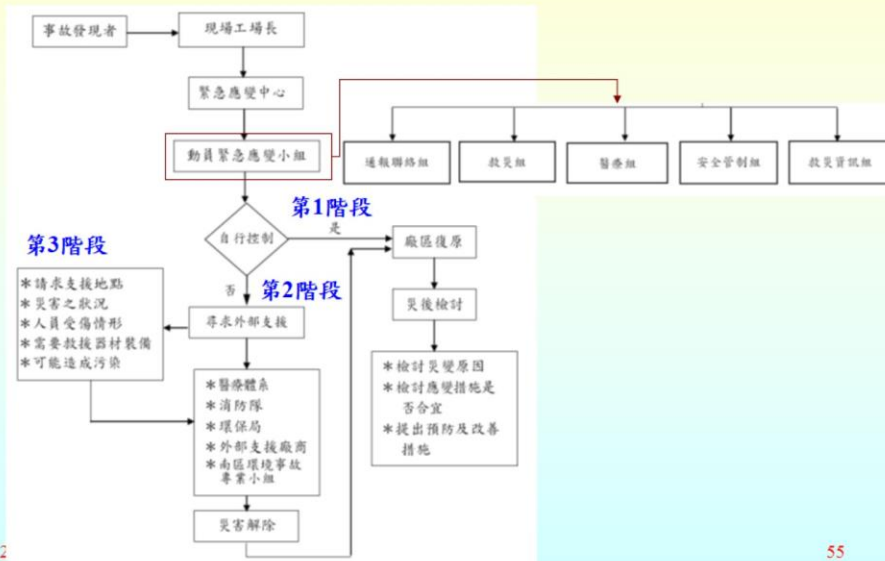 事故發現者
現場工場長
緊急應變中心
動員緊急應變小組
通報聯絡組
救災組
醫療組
安全管制組
救災資訊組
自行控制
第1階段
是
廠區復原
第3階段
否
第2階段
＊請求支援地點
＊災害之狀況
＊人員受傷情形
＊需要救援器材裝備
＊可能造成污染
尋求外部支援
災後檢討
＊檢討災變原因
＊檢討應變措施是
否合宜
＊提出預防及改善
措施
＊醫療體系
＊消防隊
＊環保局
＊外部支援廠商
＊南區環境事故
專業小組
災害解除
2
55